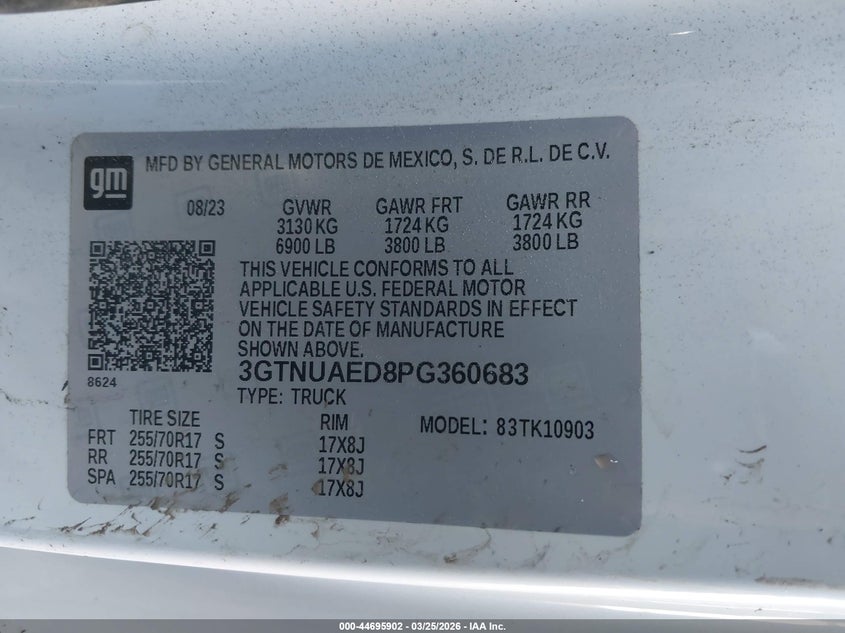 gm
MFD BY GENERAL MOTORS DE MEXICO, S. DE R.L. DE C.V.
08/23 GVWR GAWR FRT GAWR RR
3130 KG 1724 KG 1724 KG
6900 LB 3800 LB 3800 LB
THIS VEHICLE CONFORMS TO ALL
APPLICABLE U.S. FEDERAL MOTOR
VEHICLE SAFETY STANDARDS IN EFFECT
ON THE DATE OF MANUFACTURE
SHOWN ABOVE.
8624
3GTNUAED8PG360683
TYPE: TRUCK
TIRE SIZE RIM MODEL: 83TK10903
FRT 255/70R17 S 17X8J
RR 255/70R17 S 17X8J
SPA 255/70R17 S 17X8J
000-44695902 | 03/25/2026 | IAA Inc.